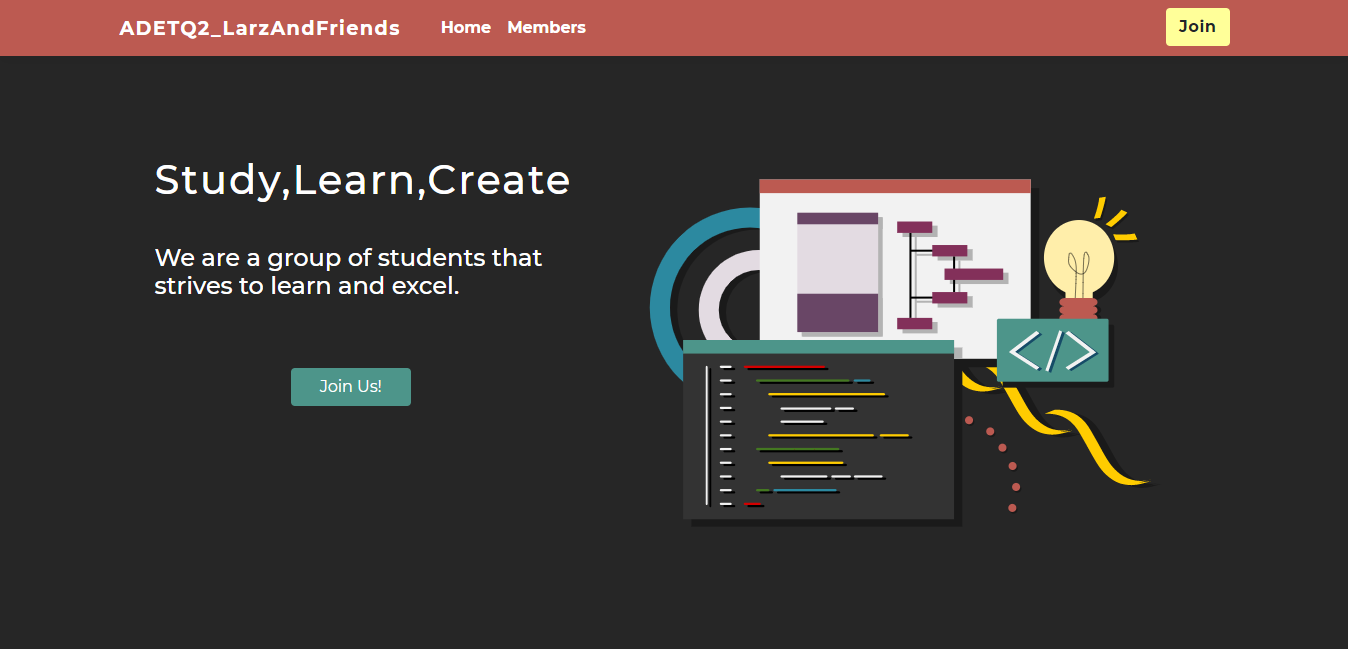 ADETQ2_LarzAndFriends Home Members Join
Study,Learn,Create
We are a group of students that
strives to learn and excel.
Join Us!
</>